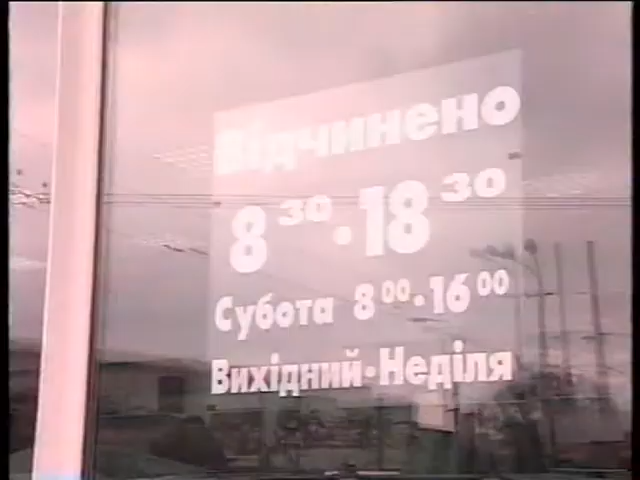 Відчинено
8 30 · 18 30
Субота 8 00 · 16 00
Вихідний · Неділя